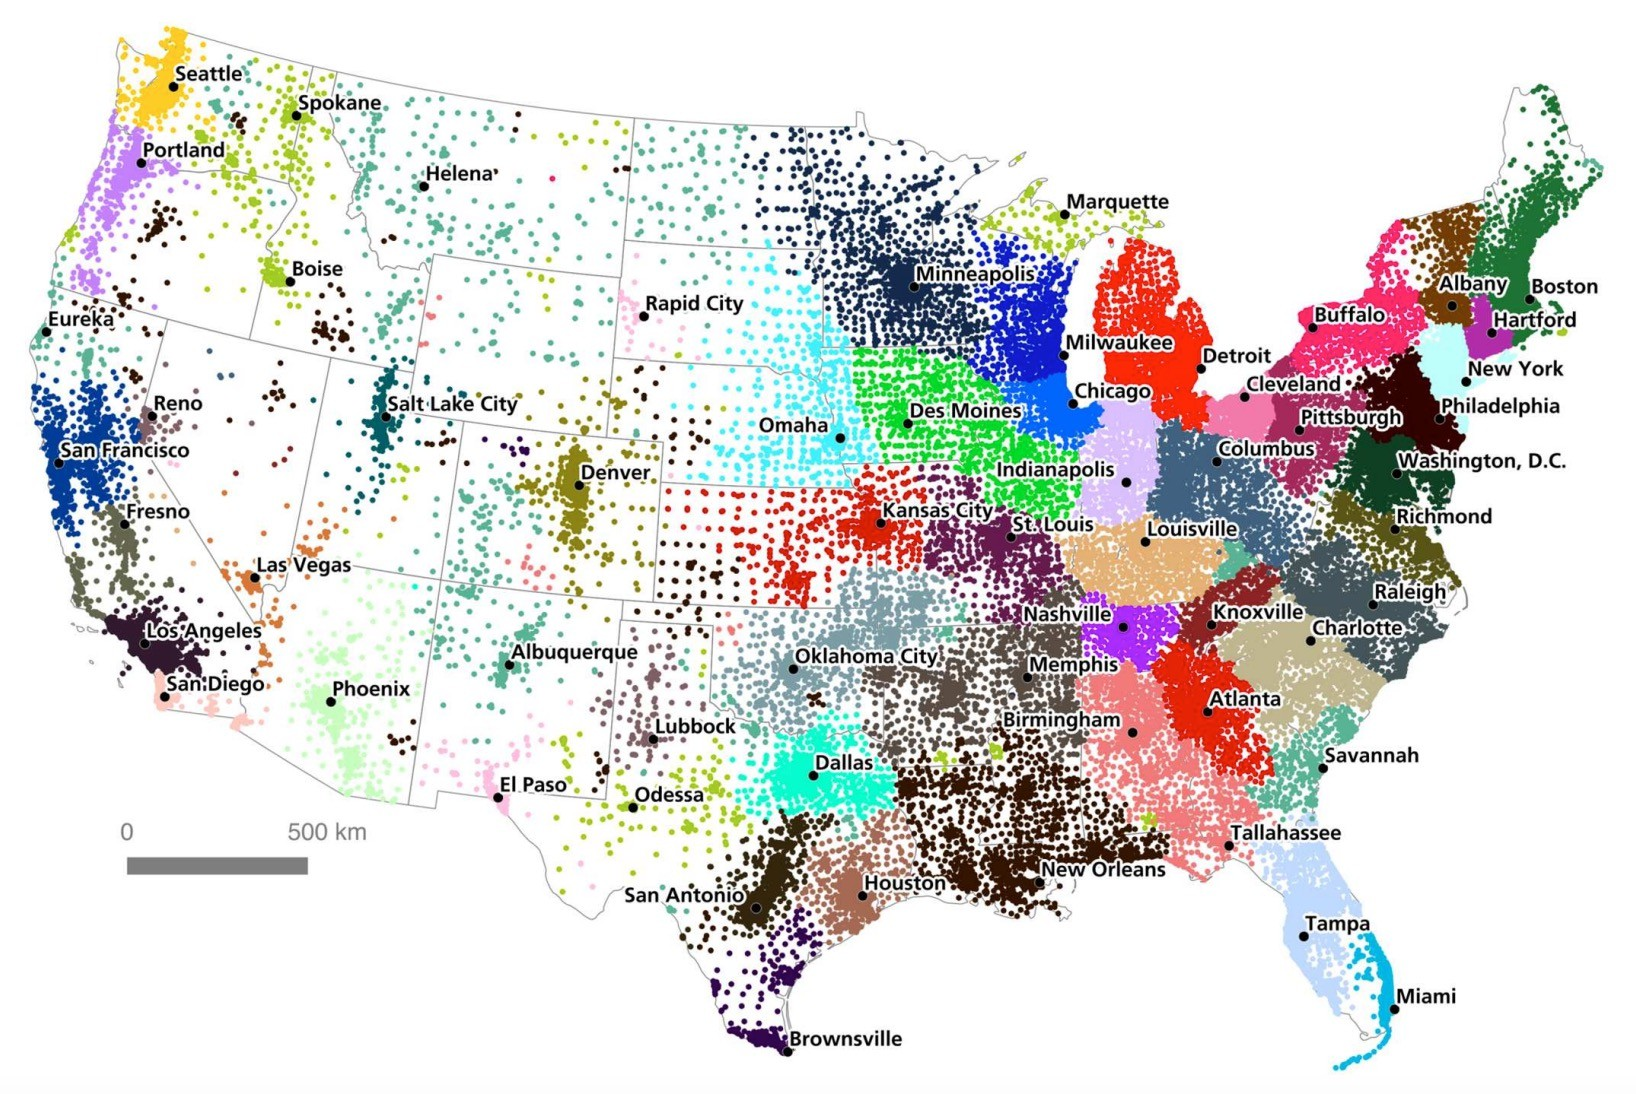 Seattle
Spokane
Portland
Helena
Marquette
Boise
Minneapolis
Albany
Boston
Rapid City
Buffalo
Hartford
Eureka
Milwaukee
Detroit
New York
Cleveland
Chicago
Reno
Salt Lake City
Des Moines
Philadelphia
Omaha
Pittsburgh
San Francisco
Columbus
Denver
Indianapolis
Washington, D.C.
Fresno
Kansas City
St. Louis
Louisville
Richmond
Las Vegas
Raleigh
Nashville
Knoxville
Los Angeles
Charlotte
Albuquerque
Oklahoma City
Memphis
San Diego
Phoenix
Atlanta
Lubbock
Birmingham
Dallas
Savannah
El Paso
Odessa
0 500 km
Tallahassee
New Orleans
San Antonio
Houston
Tampa
Miami
Brownsville